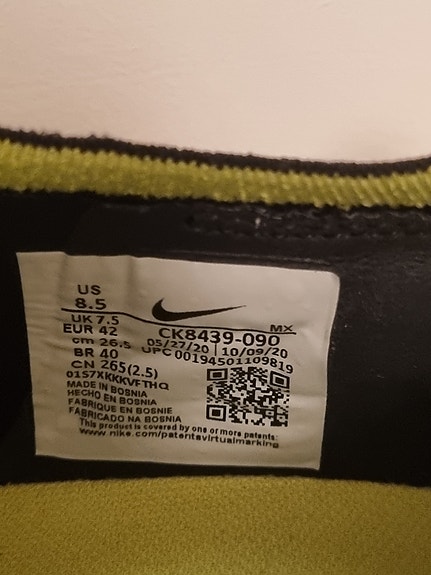 US
8.5
UK 7.5
EUR 42
cm 26.5
BR 40
CN 265(2.5)
CK8439-090
MX
05/27/20 | 10/09/20
UPC 00194501109819
01S7XKKKVFTHQ
MADE IN BOSNIA
HECHO EN BOSNIA
FABRIQUE EN BOSNIE
FABRICADO NA BOSNIA
This product is covered by one or more patents:
www.nike.com/patentsvirtualmarking